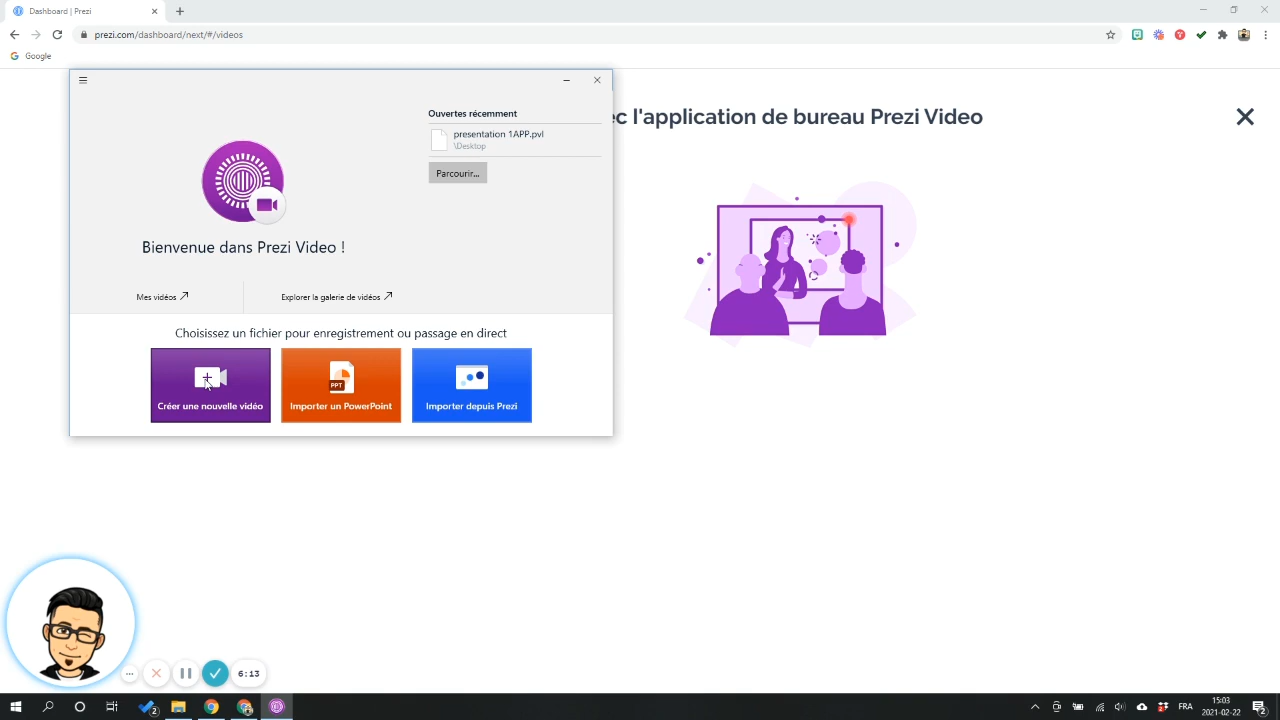 Dashboard | Prezi
prezi.com/dashboard/next/#/videos
Google
Ouvertes récemment
presentation 1APP.pvl
\Desktop
Parcourir...
ec l'application de bureau Prezi Video
Bienvenue dans Prezi Video !
Mes vidéos
Explorer la galerie de vidéos
Choisissez un fichier pour enregistrement ou passage en direct
PPT
Créer une nouvelle vidéo
Importer un PowerPoint
Importer depuis Prezi
6:13
2
FRA
15:03
2021-02-22
2